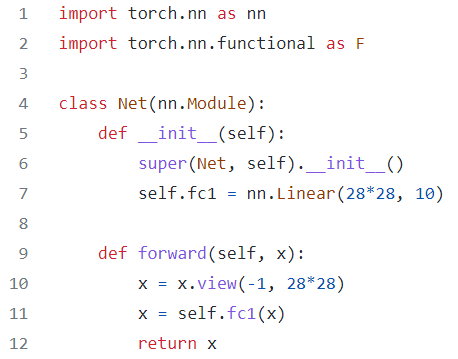 1 import torch.nn as nn
2 import torch.nn.functional as F
3
4 class Net(nn.Module):
5     def __init__(self):
6         super(Net, self).__init__()
7         self.fc1 = nn.Linear(28*28, 10)
8
9     def forward(self, x):
10         x = x.view(-1, 28*28)
11         x = self.fc1(x)
12         return x